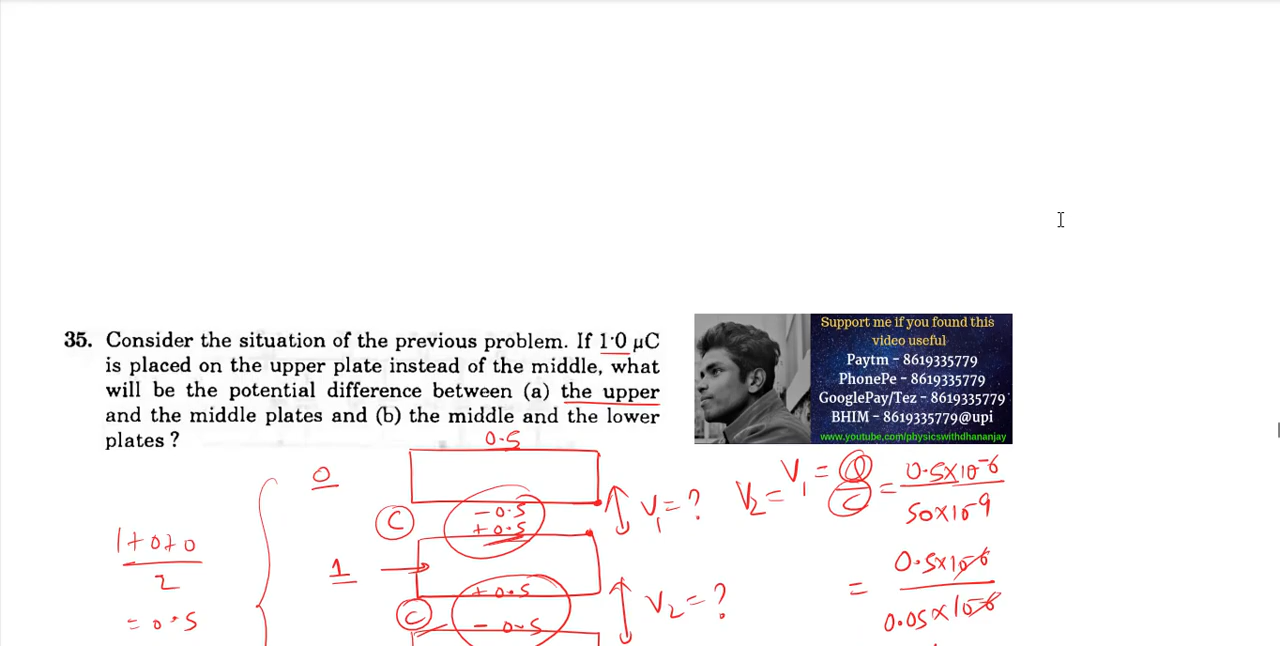 35. Consider the situation of the previous problem. If 1·0 μC
is placed on the upper plate instead of the middle, what
will be the potential difference between (a) the upper
and the middle plates and (b) the middle and the lower
plates ?
Support me if you found this
video useful
Paytm - 8619335779
PhonePe - 8619335779
GooglePay/Tez - 8619335779
BHIM - 8619335779@upi
www.youtube.com/physicswithdhananjay
0.5
0
C
- 0.5
+ 0.5
V₁ = ?
V₂ = V₁ = Q/C = 0.5×10⁻⁶/50×10⁻⁹
1+0+0/2
= 0.5
1
+ 0.5
C
- 0.5
V₂ = ?
= 0.5×10⁻⁶/0.05×10⁻⁶